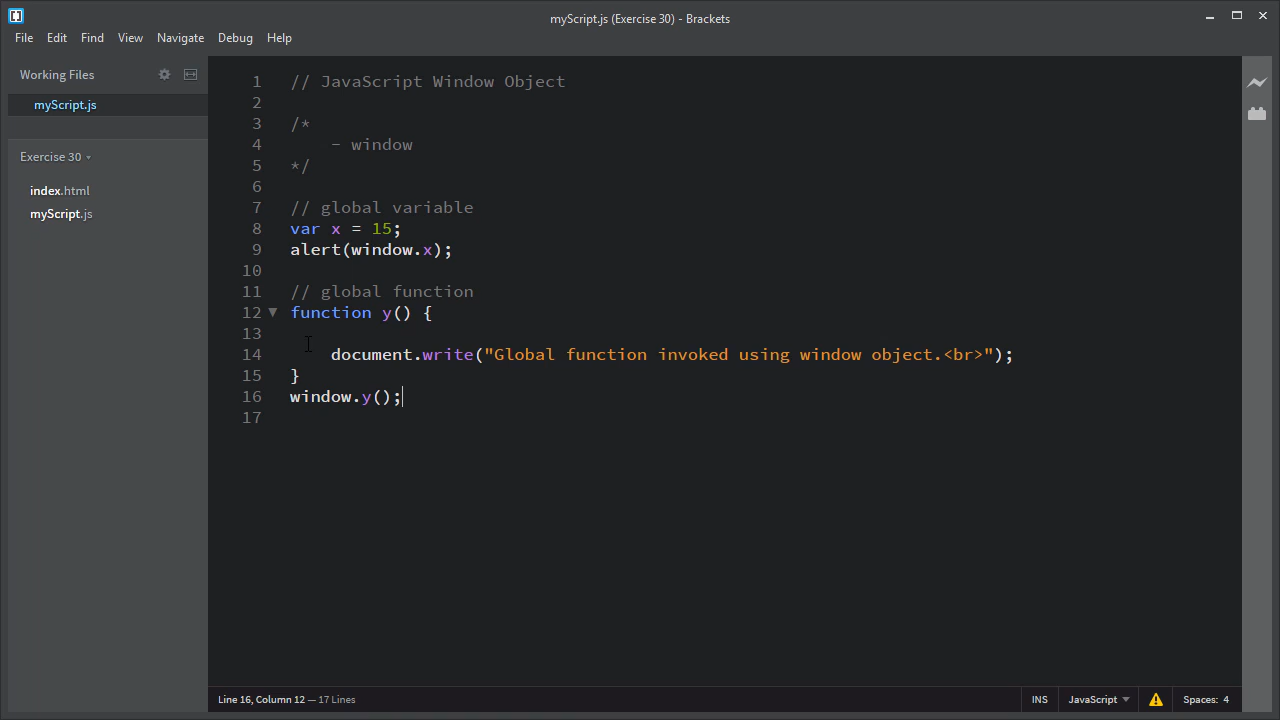 myScript.js (Exercise 30) - Brackets
File Edit Find View Navigate Debug Help
Working Files
myScript.js
Exercise 30
index.html
myScript.js
1 // JavaScript Window Object
2
3 /*
4 - window
5 */
6
7 // global variable
8 var x = 15;
9 alert(window.x);
10
11 // global function
12 function y() {
13
14 document.write("Global function invoked using window object.<br>");
15 }
16 window.y();
17
Line 16, Column 12 — 17 Lines
INS JavaScript Spaces: 4